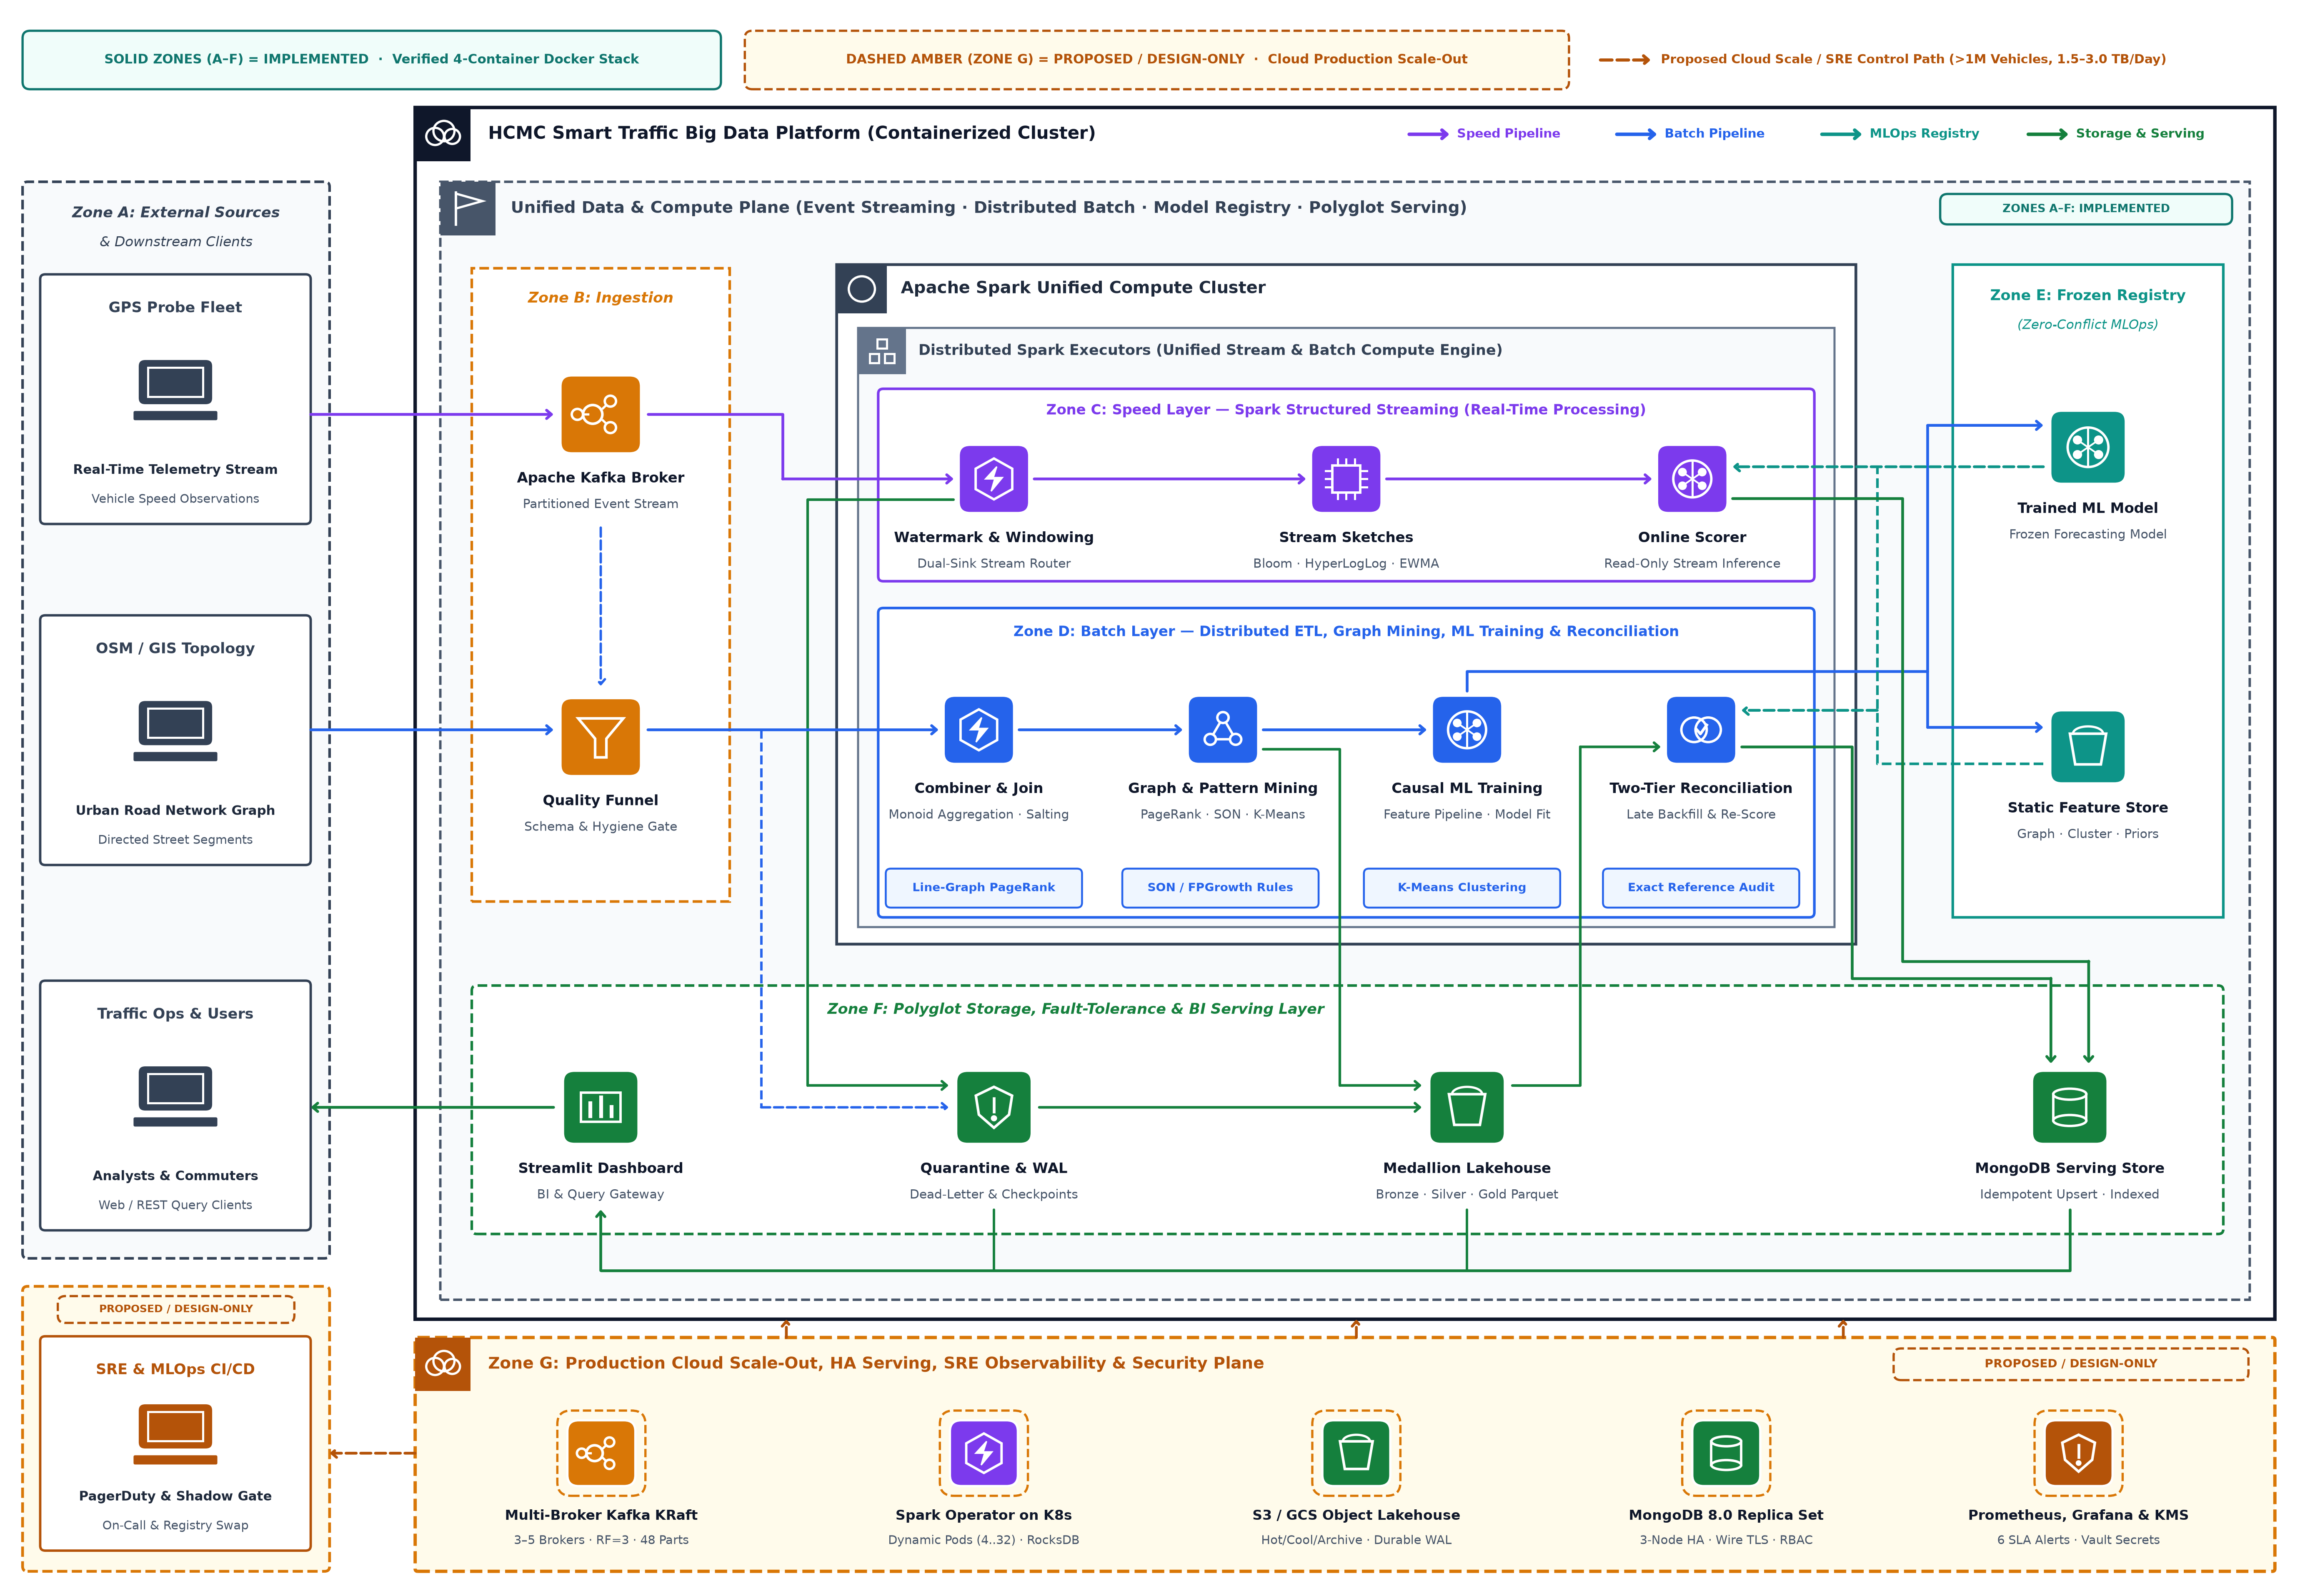 SOLID ZONES (A–F) = IMPLEMENTED · Verified 4-Container Docker Stack
DASHED AMBER (ZONE G) = PROPOSED / DESIGN-ONLY · Cloud Production Scale-Out
Proposed Cloud Scale / SRE Control Path (>1M Vehicles, 1.5–3.0 TB/Day)
HCMC Smart Traffic Big Data Platform (Containerized Cluster)
Speed Pipeline
Batch Pipeline
MLOps Registry
Storage & Serving
Zone A: External Sources
& Downstream Clients
GPS Probe Fleet
Real-Time Telemetry Stream
Vehicle Speed Observations
OSM / GIS Topology
Urban Road Network Graph
Directed Street Segments
Traffic Ops & Users
Analysts & Commuters
Web / REST Query Clients
Unified Data & Compute Plane (Event Streaming · Distributed Batch · Model Registry · Polyglot Serving)
ZONES A–F: IMPLEMENTED
Zone B: Ingestion
Apache Kafka Broker
Partitioned Event Stream
Quality Funnel
Schema & Hygiene Gate
Apache Spark Unified Compute Cluster
Distributed Spark Executors (Unified Stream & Batch Compute Engine)
Zone C: Speed Layer — Spark Structured Streaming (Real-Time Processing)
Watermark & Windowing
Dual-Sink Stream Router
Stream Sketches
Bloom · HyperLogLog · EWMA
Online Scorer
Read-Only Stream Inference
Zone D: Batch Layer — Distributed ETL, Graph Mining, ML Training & Reconciliation
Combiner & Join
Monoid Aggregation · Salting
Graph & Pattern Mining
PageRank · SON · K-Means
Causal ML Training
Feature Pipeline · Model Fit
Two-Tier Reconciliation
Late Backfill & Re-Score
Line-Graph PageRank
SON / FPGrowth Rules
K-Means Clustering
Exact Reference Audit
Zone E: Frozen Registry
(Zero-Conflict MLOps)
Trained ML Model
Frozen Forecasting Model
Static Feature Store
Graph · Cluster · Priors
Zone F: Polyglot Storage, Fault-Tolerance & BI Serving Layer
Streamlit Dashboard
BI & Query Gateway
Quarantine & WAL
Dead-Letter & Checkpoints
Medallion Lakehouse
Bronze · Silver · Gold Parquet
MongoDB Serving Store
Idempotent Upsert · Indexed
PROPOSED / DESIGN-ONLY
SRE & MLOps CI/CD
PagerDuty & Shadow Gate
On-Call & Registry Swap
Zone G: Production Cloud Scale-Out, HA Serving, SRE Observability & Security Plane
PROPOSED / DESIGN-ONLY
Multi-Broker Kafka KRaft
3–5 Brokers · RF=3 · 48 Parts
Spark Operator on K8s
Dynamic Pods (4..32) · RocksDB
S3 / GCS Object Lakehouse
Hot/Cool/Archive · Durable WAL
MongoDB 8.0 Replica Set
3-Node HA · Wire TLS · RBAC
Prometheus, Grafana & KMS
6 SLA Alerts · Vault Secrets